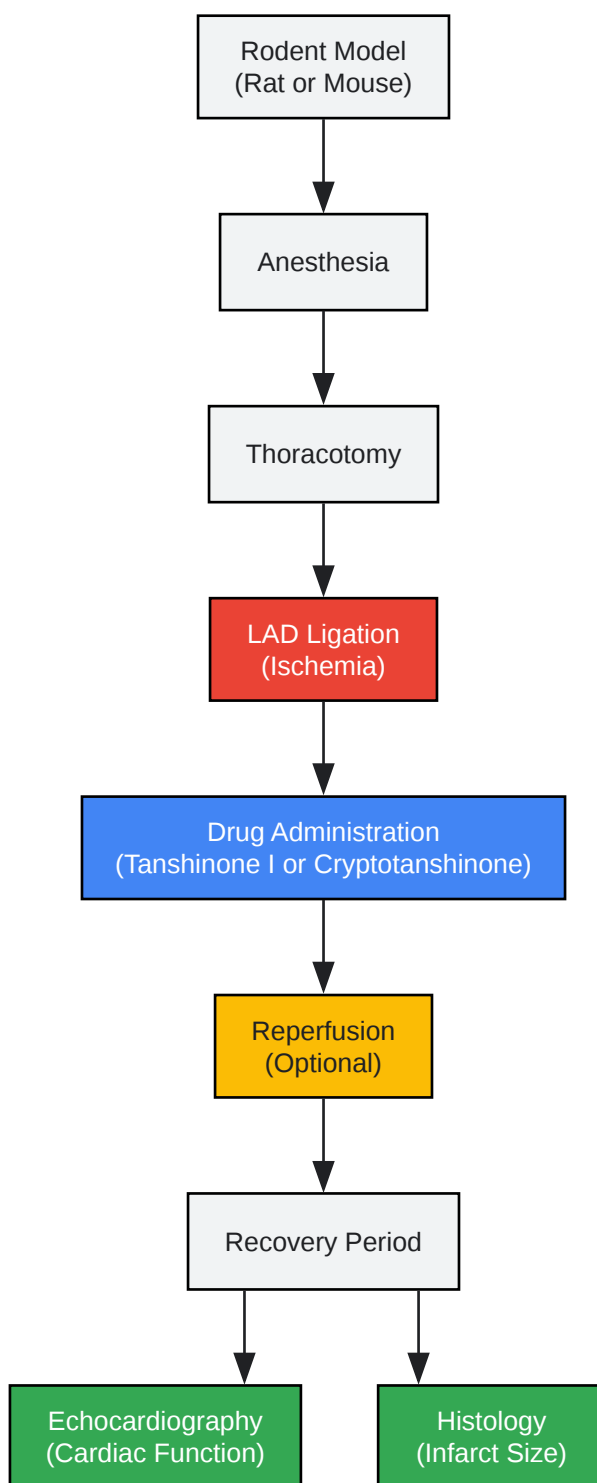 Rodent Model
(Rat or Mouse)
Anesthesia
Thoracotomy
LAD Ligation
(Ischemia)
Drug Administration
(Tanshinone I or Cryptotanshinone)
Reperfusion
(Optional)
Recovery Period
Echocardiography
(Cardiac Function)
Histology
(Infarct Size)